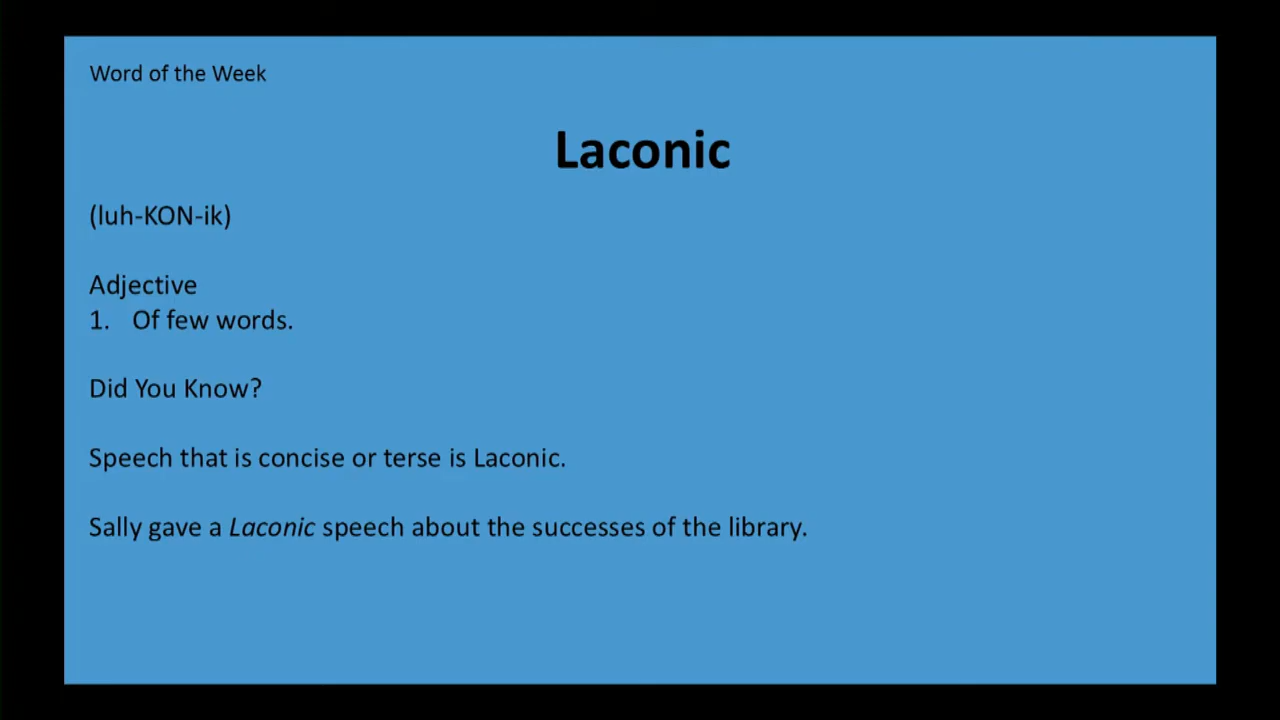 Word of the Week
Laconic
(luh-KON-ik)
Adjective
1. Of few words.
Did You Know?
Speech that is concise or terse is Laconic.
Sally gave a Laconic speech about the successes of the library.